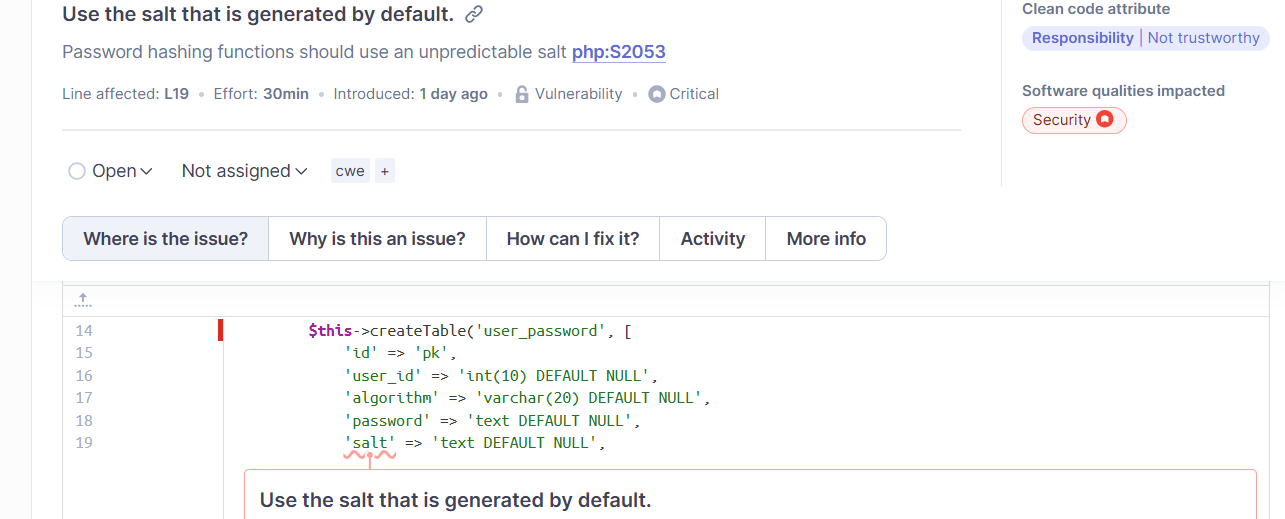 Use the salt that is generated by default.
Password hashing functions should use an unpredictable salt php:S2053
Line affected: L19 • Effort: 30min • Introduced: 1 day ago • Vulnerability • Critical
Clean code attribute
Responsibility | Not trustworthy
Software qualities impacted
Security
Open Not assigned cwe +
Where is the issue? Why is this an issue? How can I fix it? Activity More info
14 $this->createTable('user_password', [
15 'id' => 'pk',
16 'user_id' => 'int(10) DEFAULT NULL',
17 'algorithm' => 'varchar(20) DEFAULT NULL',
18 'password' => 'text DEFAULT NULL',
19 'salt' => 'text DEFAULT NULL',
Use the salt that is generated by default.